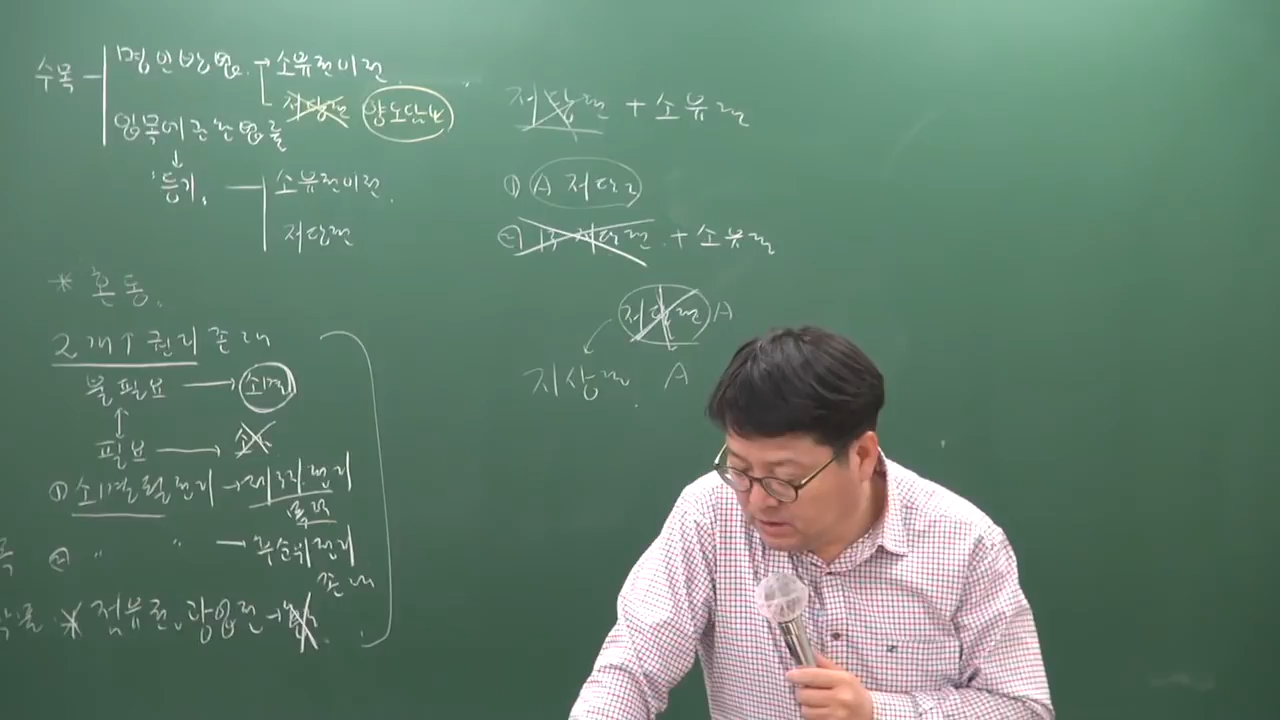 수목
명인방법 → 소유권이전
저당권 양도담보
입목에관한법률
↓
등기. 소유권이전.
저당권
* 혼동.
2개↑ 권리 존재
불필요 → 소멸
↕
필요 →
① 소멸될권리 → 제3자권리
목적
② 〃 〃 → 후순위권리
존재
* 점유권, 광업권 →
저당권 + 소유권
① A 저당권
② 저당권 + 소유권
저당권 A
지상권 A